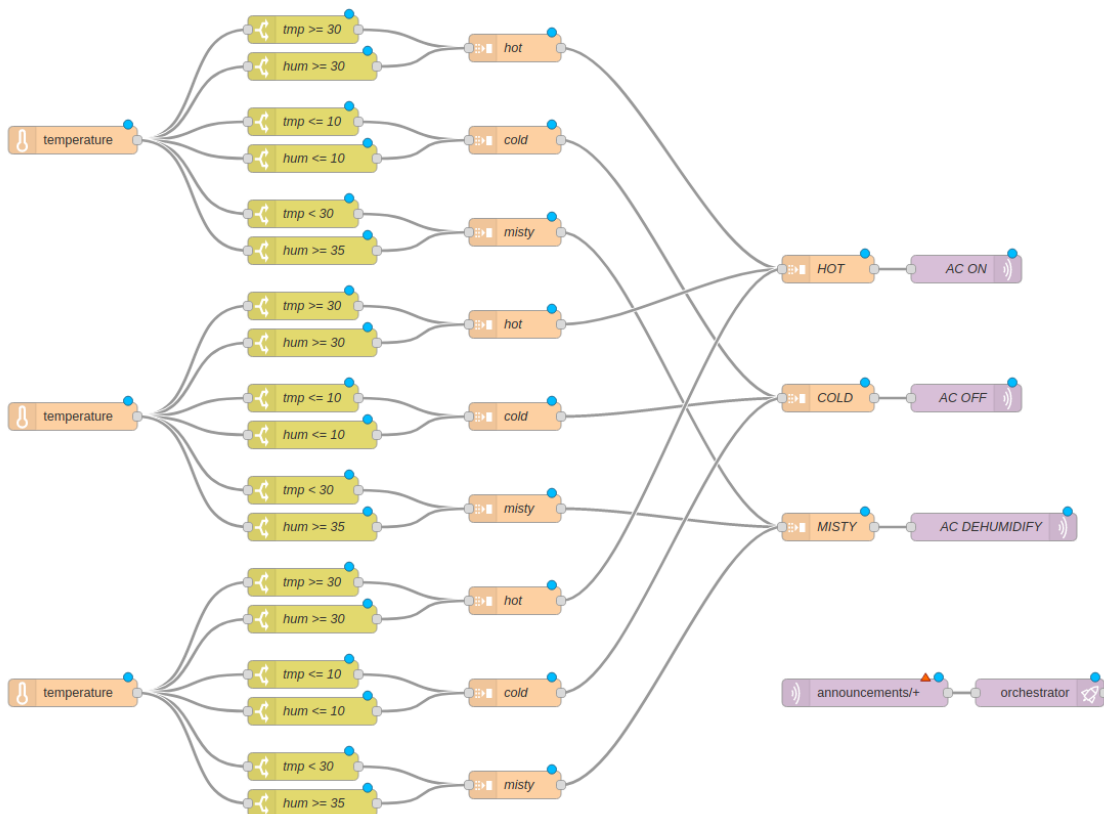 tmp >= 30
hot
hum >= 30
tmp <= 10
temperature
cold
hum <= 10
tmp < 30
misty
hum >= 35
HOT
AC ON
tmp >= 30
hot
hum >= 30
tmp <= 10
COLD
AC OFF
temperature
cold
hum <= 10
tmp < 30
misty
hum >= 35
MISTY
AC DEHUMIDIFY
tmp >= 30
hot
hum >= 30
tmp <= 10
temperature
cold
announcements/+
orchestrator
hum <= 10
tmp < 30
misty
hum >= 35